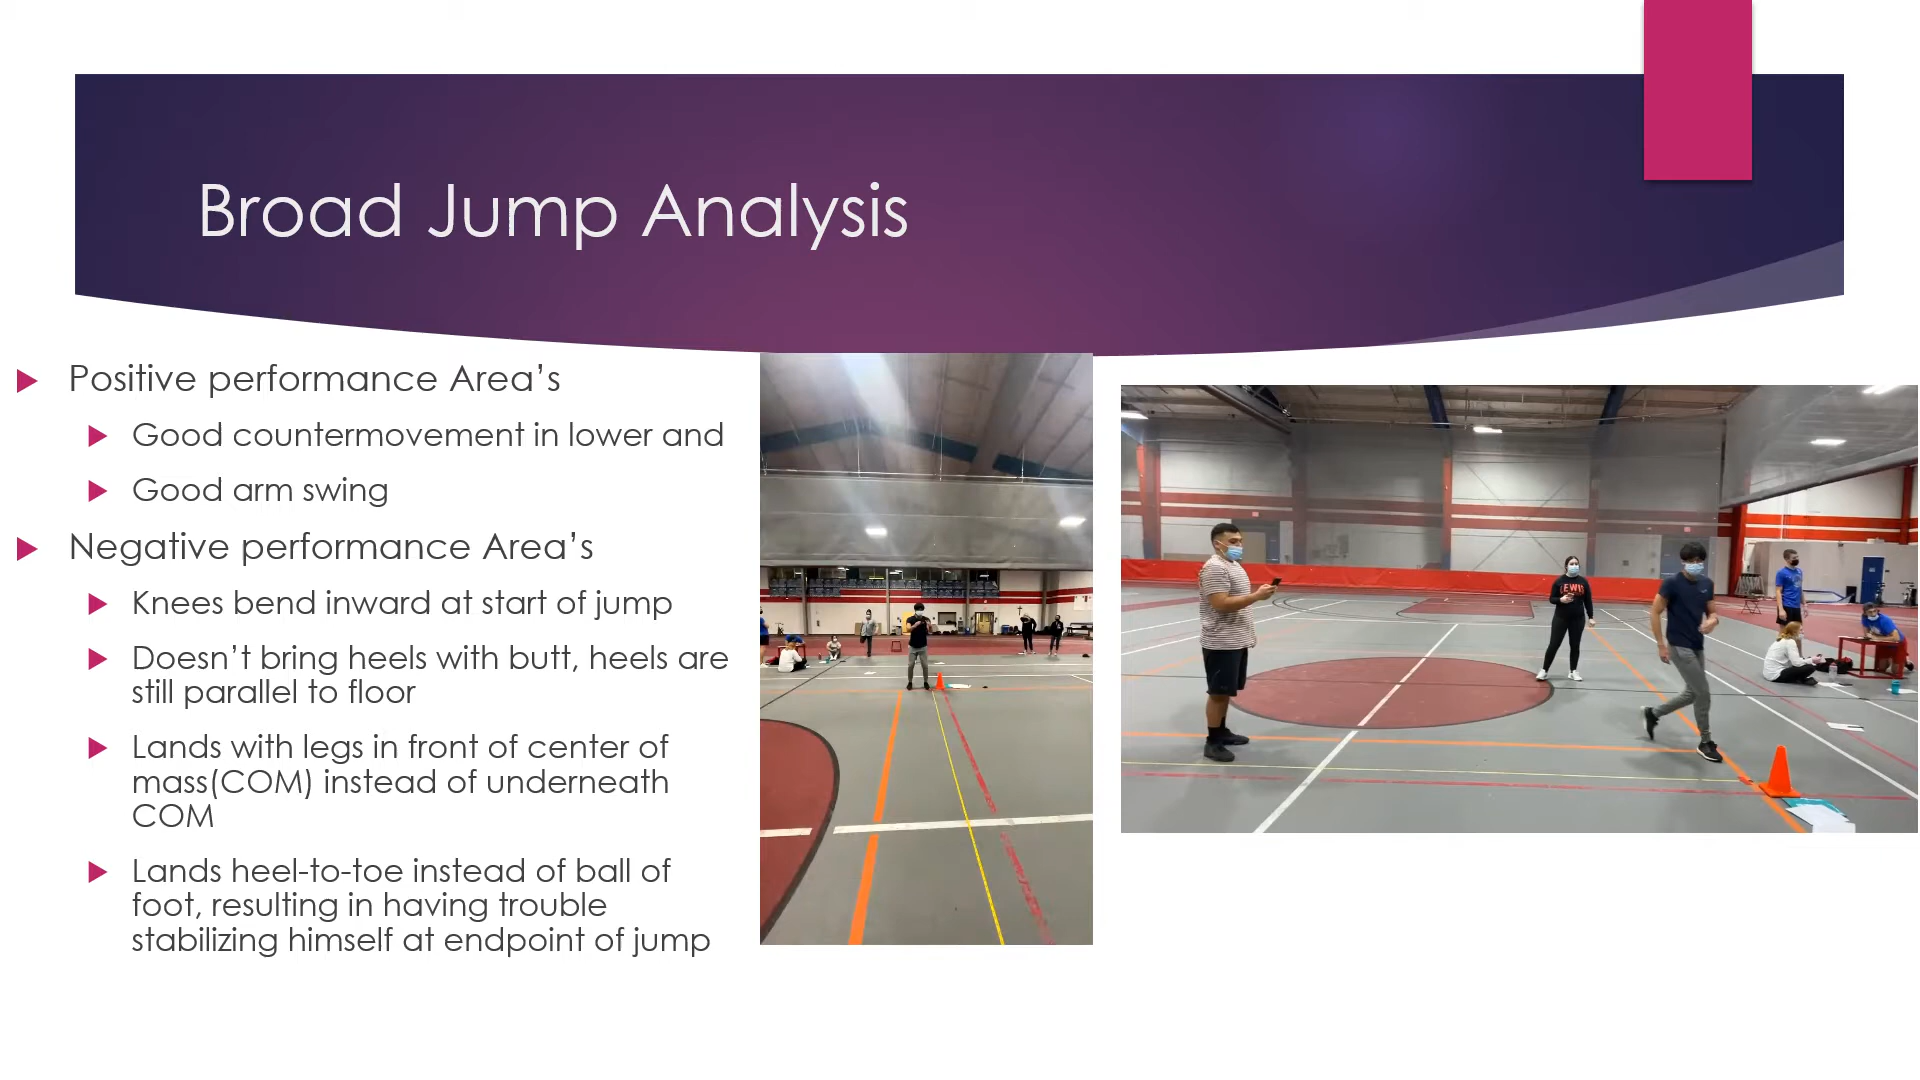 Broad Jump Analysis
Positive performance Area's
Good countermovement in lower and
Good arm swing
Negative performance Area's
Knees bend inward at start of jump
Doesn't bring heels with butt, heels are
still parallel to floor
Lands with legs in front of center of
mass(COM) instead of underneath
COM
Lands heel-to-toe instead of ball of
foot, resulting in having trouble
stabilizing himself at endpoint of jump